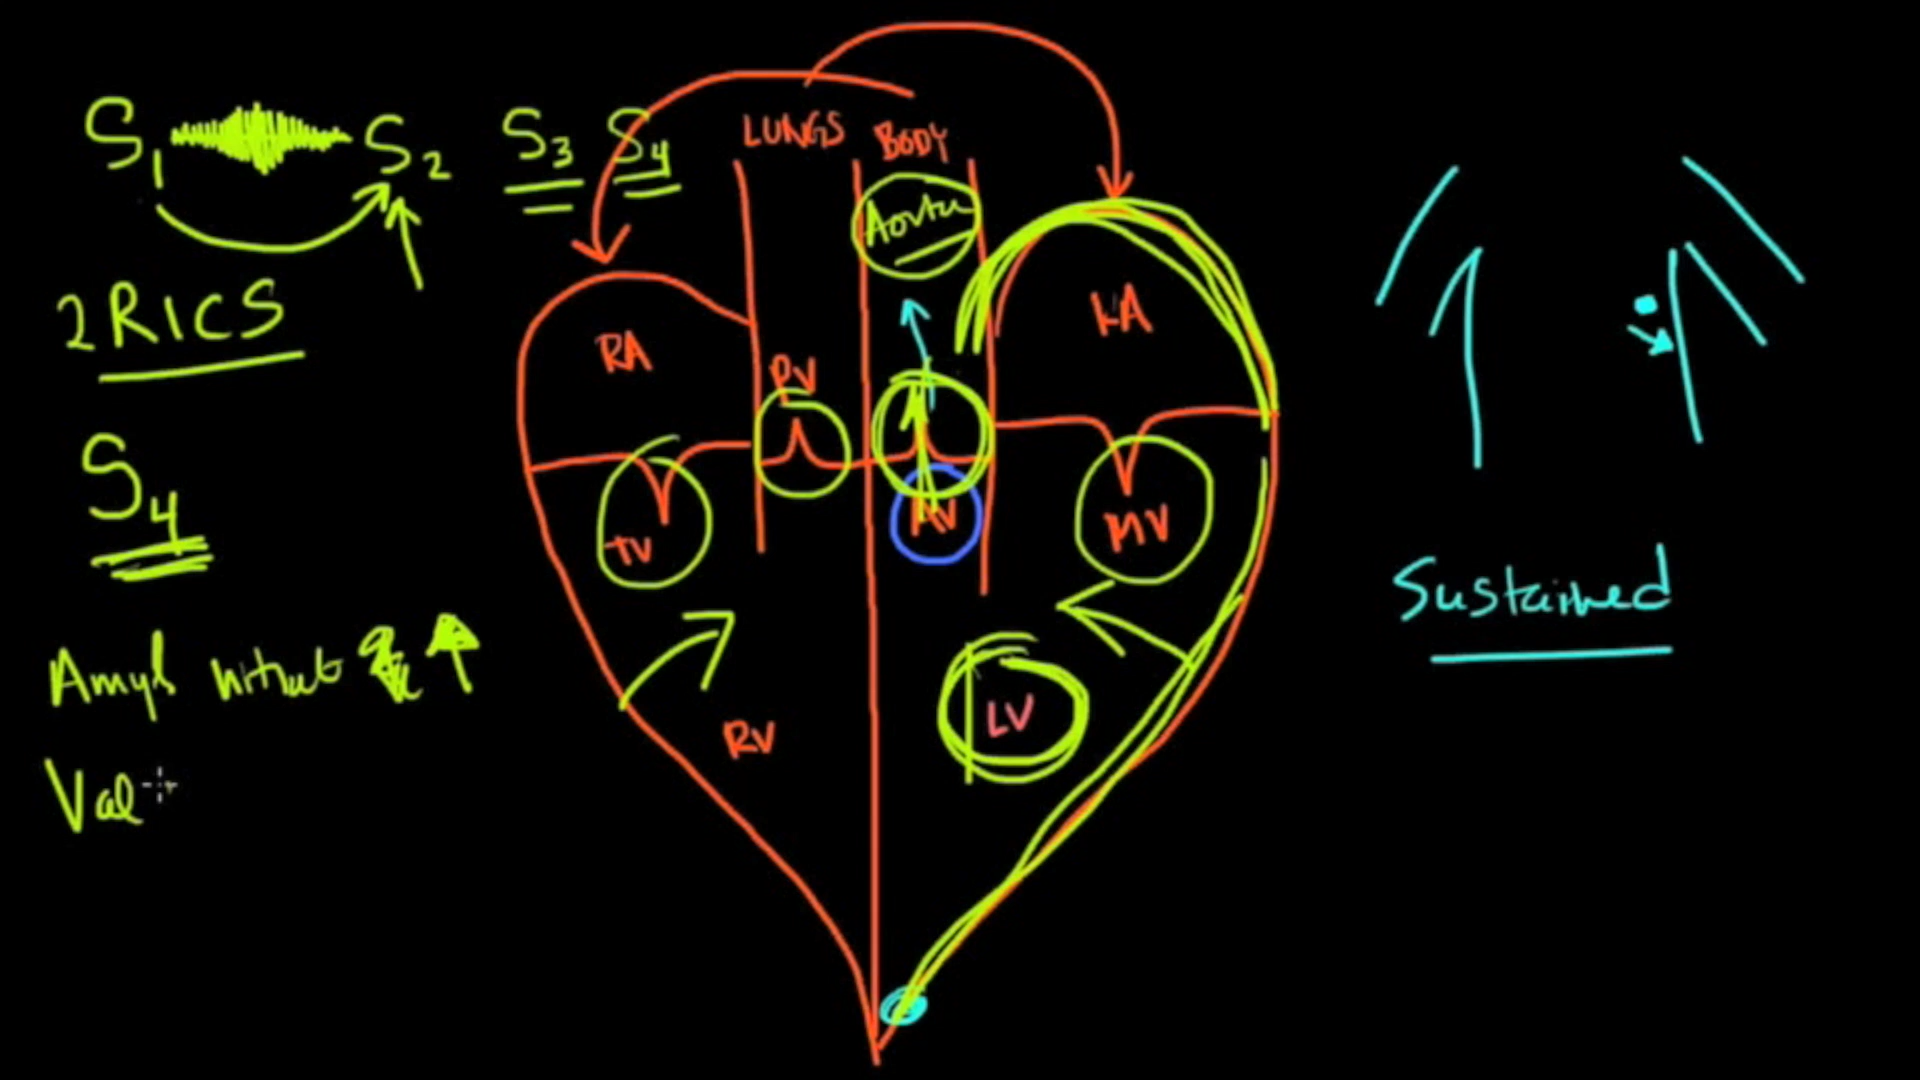 S1 S2 S3 S4
2RICS
S4
Amyl nitrate
Val
LUNGS BODY
Aorta
RA
LA
PV
TV
AV
MV
RV
LV
Sustained